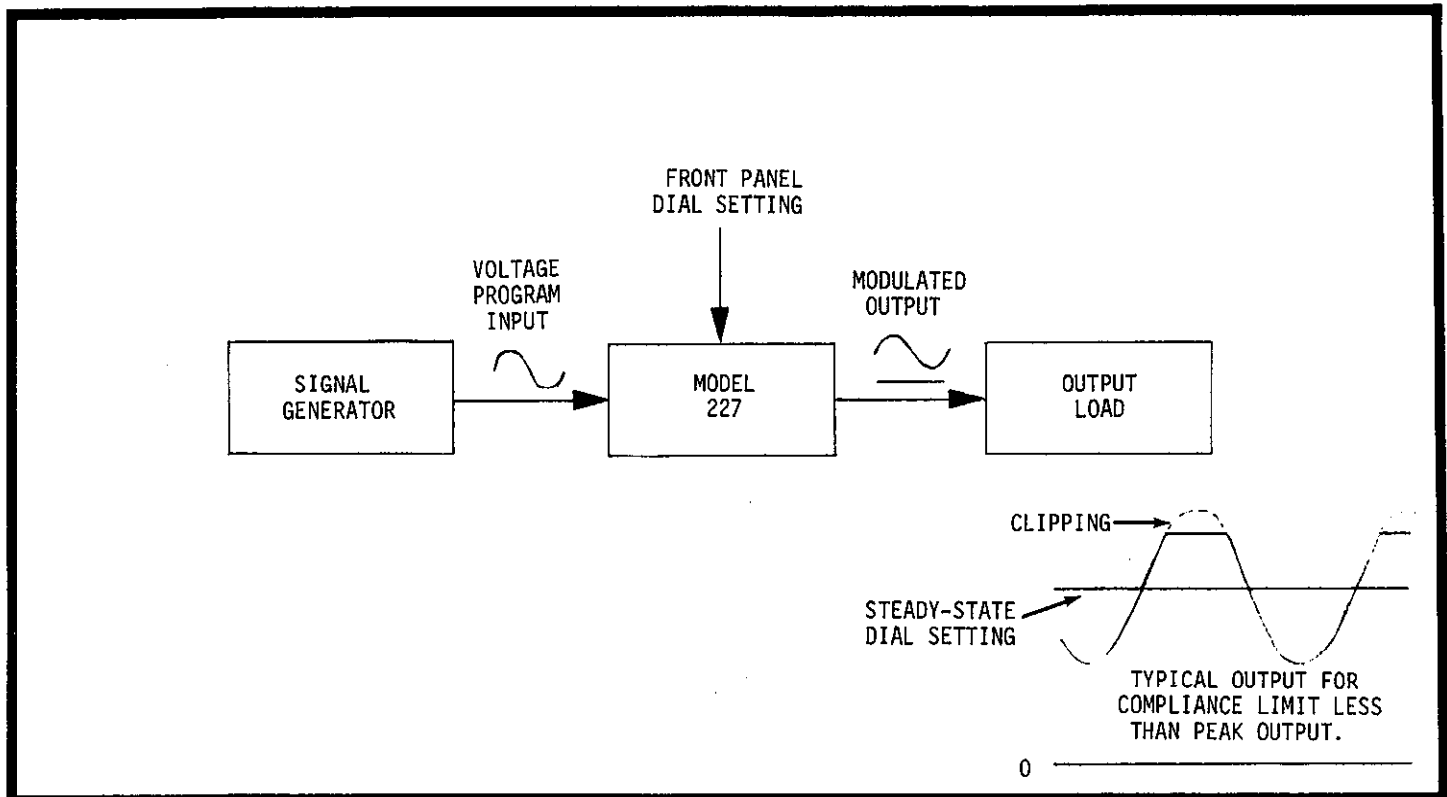 FRONT PANEL
DIAL SETTING
VOLTAGE
PROGRAM
INPUT
MODULATED
OUTPUT
SIGNAL
GENERATOR
MODEL
227
OUTPUT
LOAD
CLIPPING
STEADY-STATE
DIAL SETTING
TYPICAL OUTPUT FOR
COMPLIANCE LIMIT LESS
THAN PEAK OUTPUT.
0